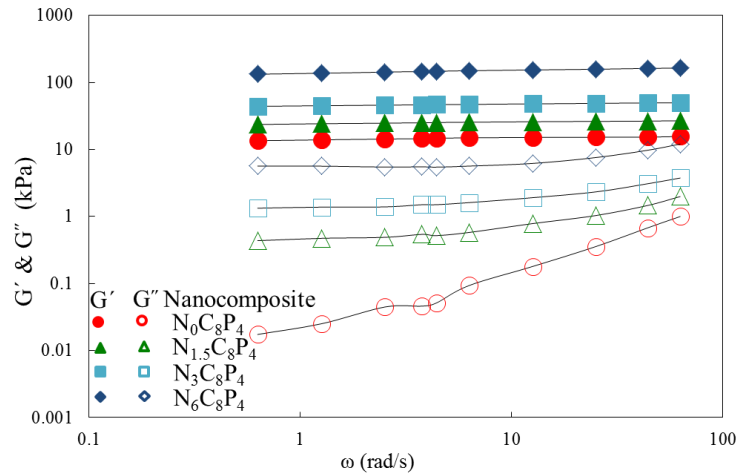 1000
100
10
1
0.1
0.01
0.001
G′ & G″ (kPa)
G′ G″ Nanocomposite
N₀C₈P₄
N₁.₅C₈P₄
N₃C₈P₄
N₆C₈P₄
0.1 1 10 100
ω (rad/s)